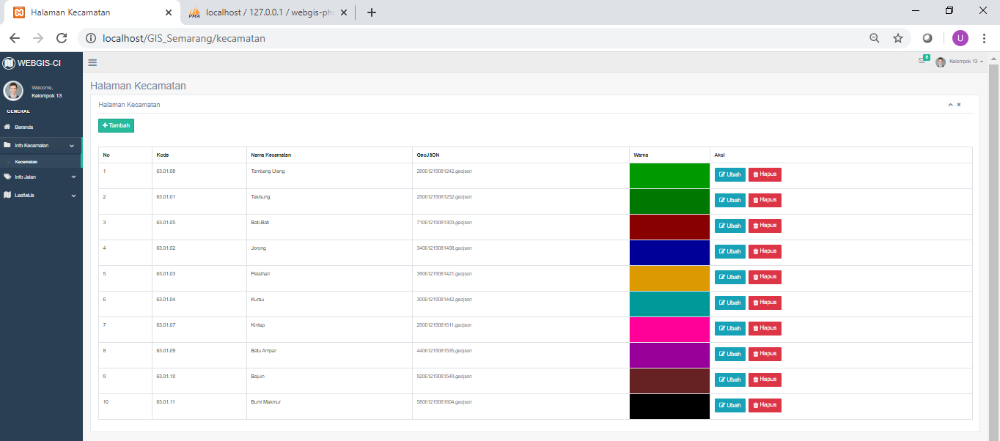 Halaman Kecamatan
localhost / 127.0.0.1 / webgis-php
localhost/GIS_Semarang/kecamatan
U
WEBGIS-CI
6
Kelompok 13
Welcome,
Kelompok 13
GENERAL
Beranda
Info Kecamatan
Kecamatan
Info Jalan
LeafletJs
Halaman Kecamatan
Halaman Kecamatan
Tambah
No Kode Nama Kecamatan GeoJSON Warna Aksi
1 63.01.08 Tambang Ulang 28061219081242.geojson Ubah Hapus
2 63.01.01 Takisung 25061219081252.geojson Ubah Hapus
3 63.01.05 Bati-Bati 71061219081303.geojson Ubah Hapus
4 63.01.02 Jorong 34061219081408.geojson Ubah Hapus
5 63.01.03 Pelaihari 39061219081421.geojson Ubah Hapus
6 63.01.04 Kurau 30061219081442.geojson Ubah Hapus
7 63.01.07 Kintap 29061219081511.geojson Ubah Hapus
8 63.01.09 Batu Ampar 44061219081535.geojson Ubah Hapus
9 63.01.10 Bajuin 92061219081549.geojson Ubah Hapus
10 63.01.11 Bumi Makmur 58061219081604.geojson Ubah Hapus